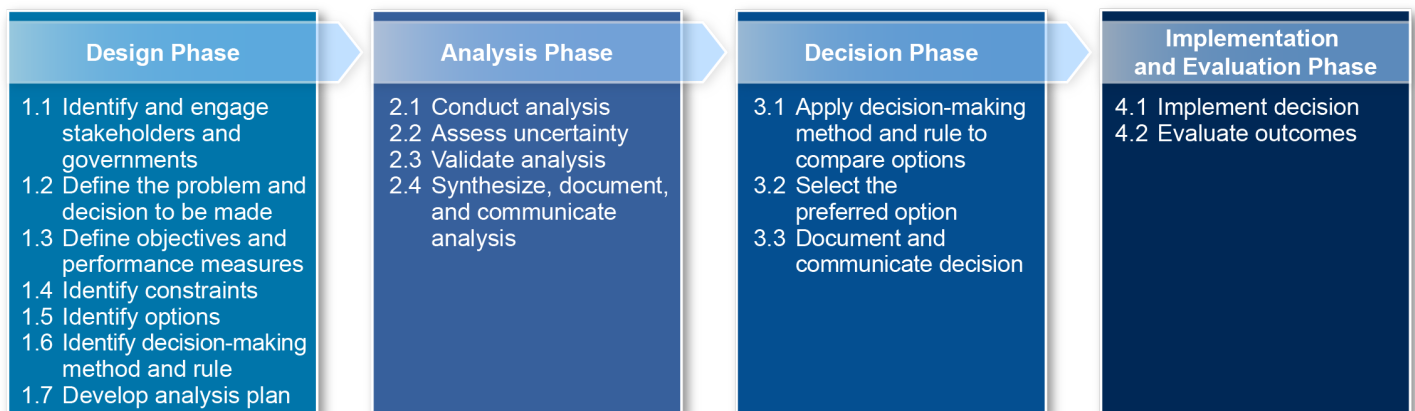 Design Phase
1.1 Identify and engage
stakeholders and
governments
1.2 Define the problem and
decision to be made
1.3 Define objectives and
performance measures
1.4 Identify constraints
1.5 Identify options
1.6 Identify decision-making
method and rule
1.7 Develop analysis plan
Analysis Phase
2.1 Conduct analysis
2.2 Assess uncertainty
2.3 Validate analysis
2.4 Synthesize, document,
and communicate
analysis
Decision Phase
3.1 Apply decision-making
method and rule to
compare options
3.2 Select the
preferred option
3.3 Document and
communicate decision
Implementation
and Evaluation Phase
4.1 Implement decision
4.2 Evaluate outcomes